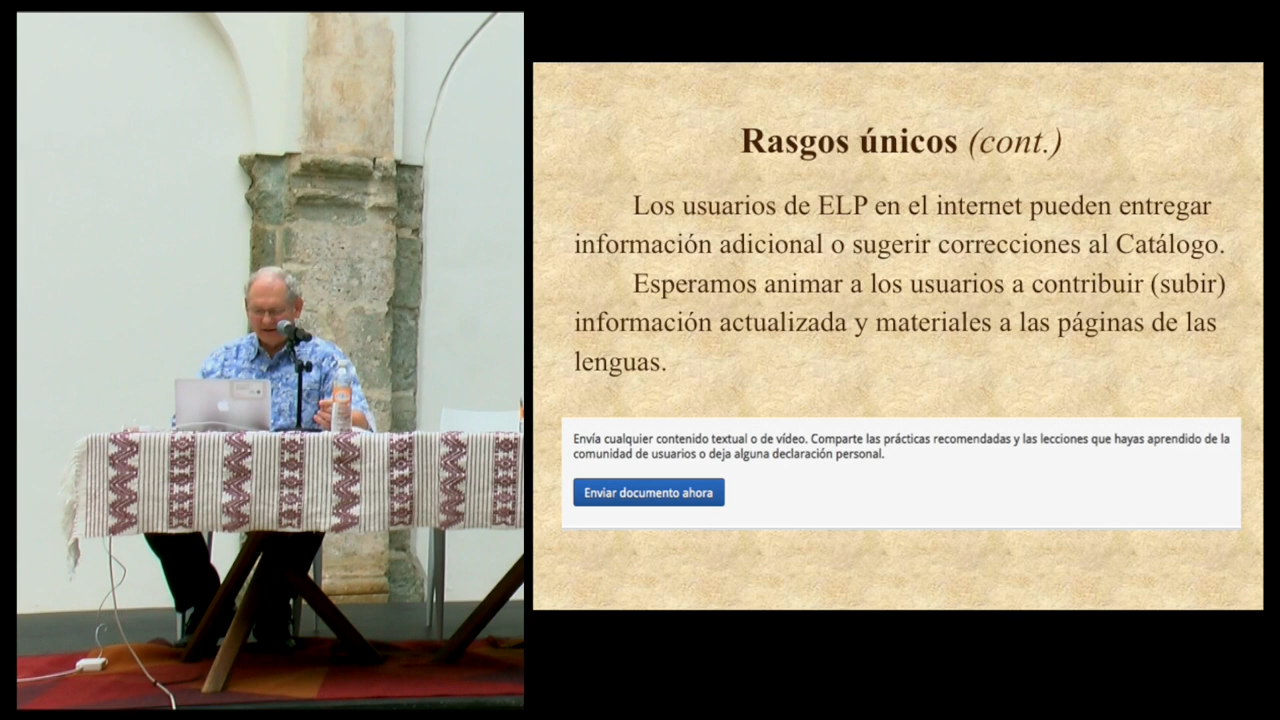 Rasgos únicos (cont.)
Los usuarios de ELP en el internet pueden entregar
información adicional o sugerir correcciones al Catálogo.
Esperamos animar a los usuarios a contribuir (subir)
información actualizada y materiales a las páginas de las
lenguas.
Envía cualquier contenido textual o de vídeo. Comparte las prácticas recomendadas y las lecciones que hayas aprendido de la
comunidad de usuarios o deja alguna declaración personal.
Enviar documento ahora